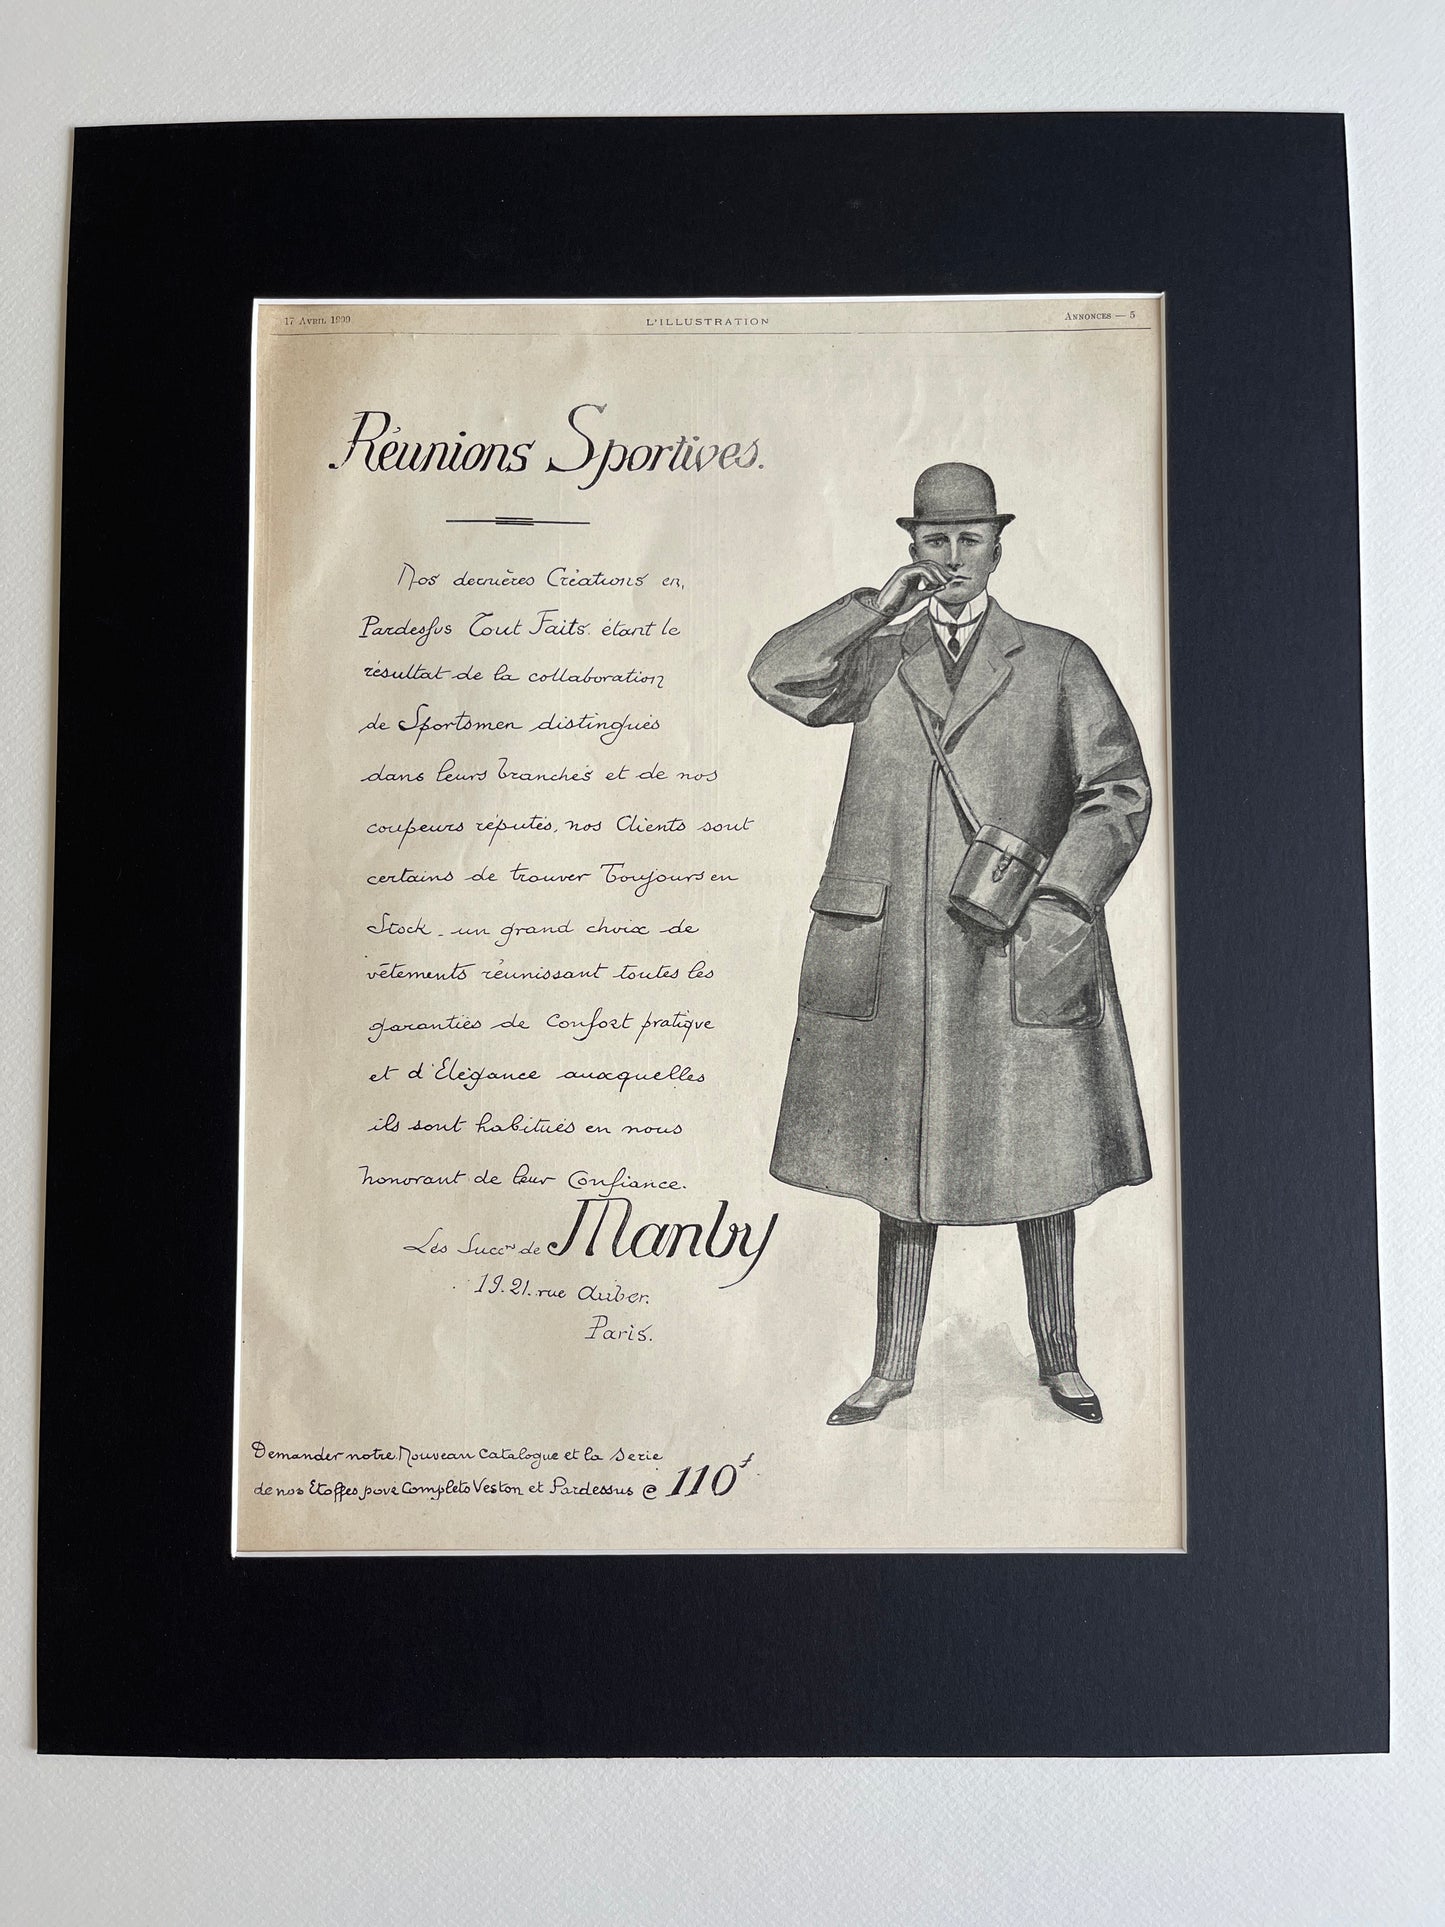 17 Avril 1909
L'ILLUSTRATION
Annonces — 5
Réunions Sportives.
Nos dernières Créations en,
Pardessus Tout Faits. étant le
résultat de la collaboration
de Sportsmen distingués
dans leurs branches et de nos
coupeurs réputés, nos Clients sont
certains de trouver Toujours en
Stock - un grand choix de
vêtements réunissant toutes les
garanties de Confort pratique
et d'Elégance auxquelles
ils sont habitués en nous
honorant de leur Confiance.
Les Succrs de Manby
19.21. rue Auber.
Paris.
Demander notre Nouveau Catalogue et la Serie
de nos Etoffes pour Complets Veston et Pardessus @ 110f